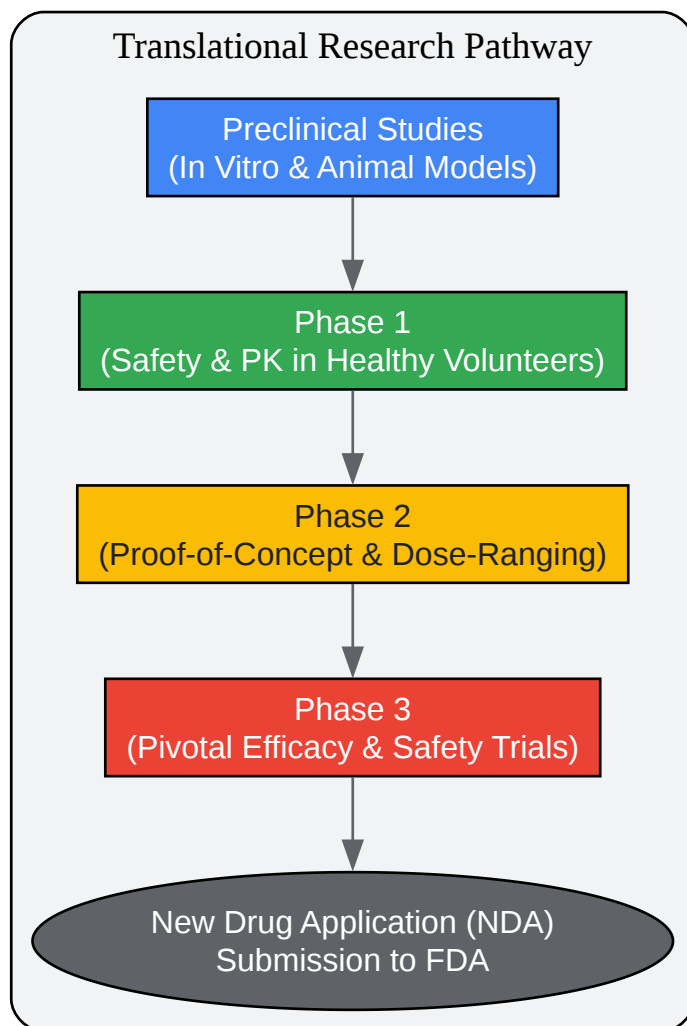 Translational Research Pathway
Preclinical Studies
(In Vitro & Animal Models)
Phase 1
(Safety & PK in Healthy Volunteers)
Phase 2
(Proof-of-Concept & Dose-Ranging)
Phase 3
(Pivotal Efficacy & Safety Trials)
New Drug Application (NDA)
Submission to FDA